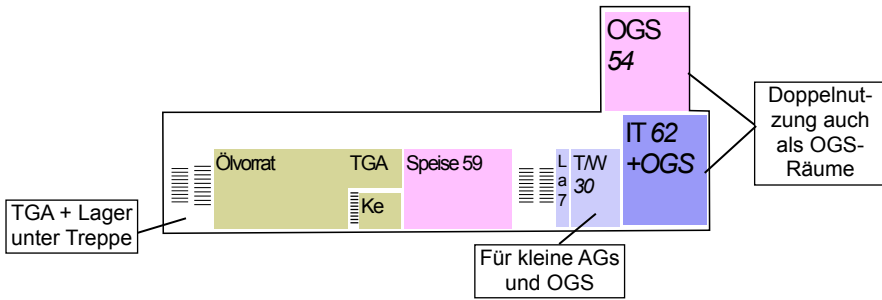 OGS
54
Doppelnut-
zung auch
als OGS-
Räume
IT 62
+OGS
Ölvorrat
TGA
Speise 59
L
a
7
T/W
30
Ke
TGA + Lager
unter Treppe
Für kleine AGs
und OGS